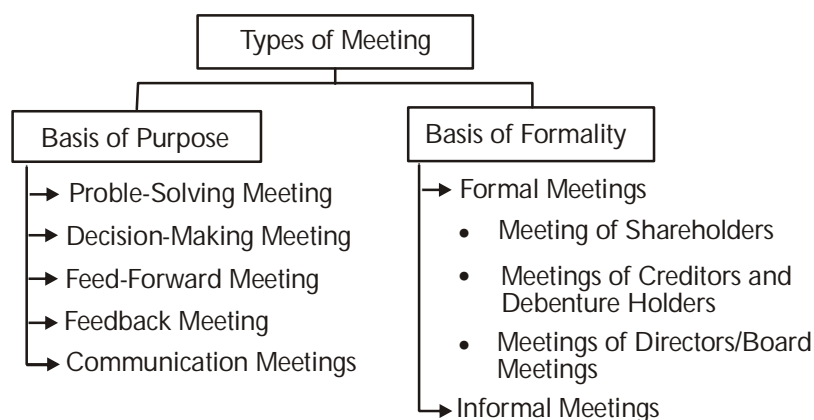 Types of Meeting
Basis of Purpose
Proble-Solving Meeting
Decision-Making Meeting
Feed-Forward Meeting
Feedback Meeting
Communication Meetings
Basis of Formality
Formal Meetings
• Meeting of Shareholders
• Meetings of Creditors and
Debenture Holders
• Meetings of Directors/Board
Meetings
Informal Meetings